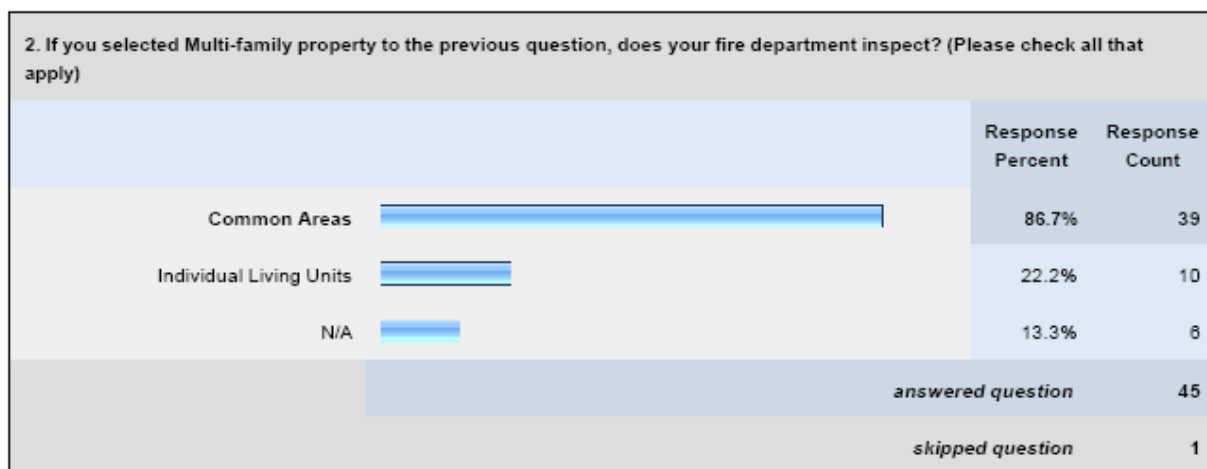 2. If you selected Multi-family property to the previous question, does your fire department inspect? (Please check all that
apply)
Response Percent
Response Count
Common Areas 86.7% 39
Individual Living Units 22.2% 10
N/A 13.3% 6
answered question 45
skipped question 1